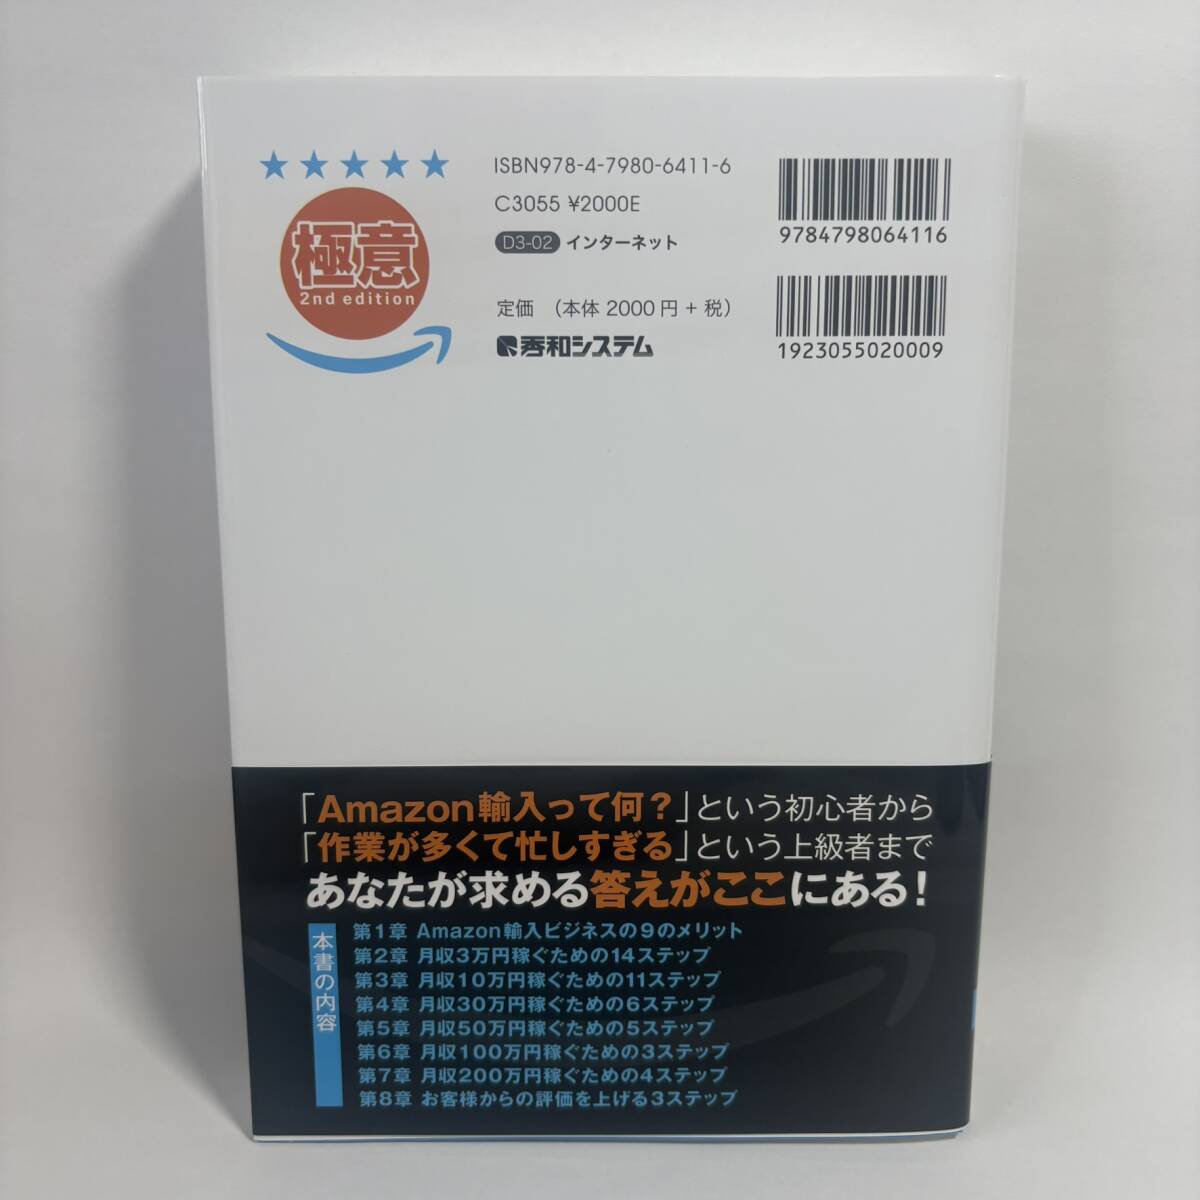 ★★★★★
極意
2nd edition
ISBN978-4-7980-6411-6
C3055 ¥2000E
D3-02 インターネット
定価 (本体 2000円+税)
秀和システム
9784798064116
1923055020009
「Amazon輸入って何?」という初心者から
「作業が多くて忙しすぎる」という上級者まで
あなたが求める答えがここにある!
本書の内容
第1章 Amazon輸入ビジネスの9のメリット
第2章 月収3万円稼ぐための14ステップ
第3章 月収10万円稼ぐための11ステップ
第4章 月収30万円稼ぐための6ステップ
第5章 月収50万円稼ぐための5ステップ
第6章 月収100万円稼ぐための3ステップ
第7章 月収200万円稼ぐための4ステップ
第8章 お客様からの評価を上げる3ステップ